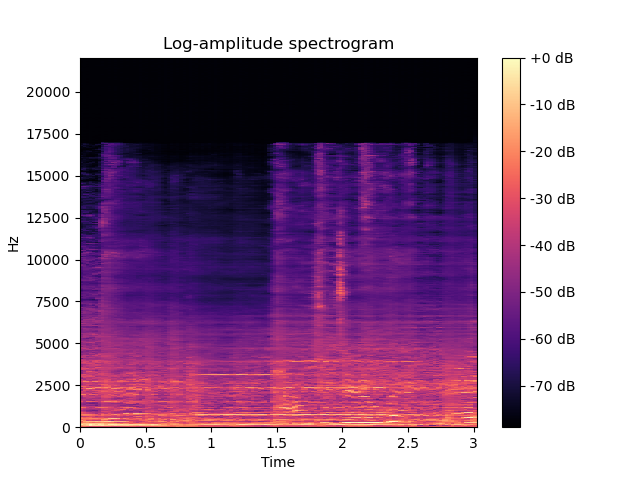 Log-amplitude spectrogram
Hz
20000
17500
15000
12500
10000
7500
5000
2500
0
0
0.5
1
1.5
2
2.5
3
Time
+0 dB
-10 dB
-20 dB
-30 dB
-40 dB
-50 dB
-60 dB
-70 dB